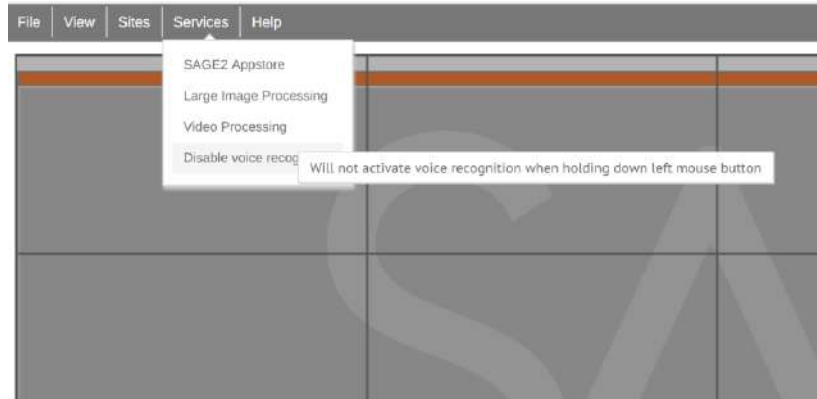 File View Sites Services Help
SAGE2 Appstore
Large Image Processing
Video Processing
Disable voice recog
Will not activate voice recognition when holding down left mouse button
SA